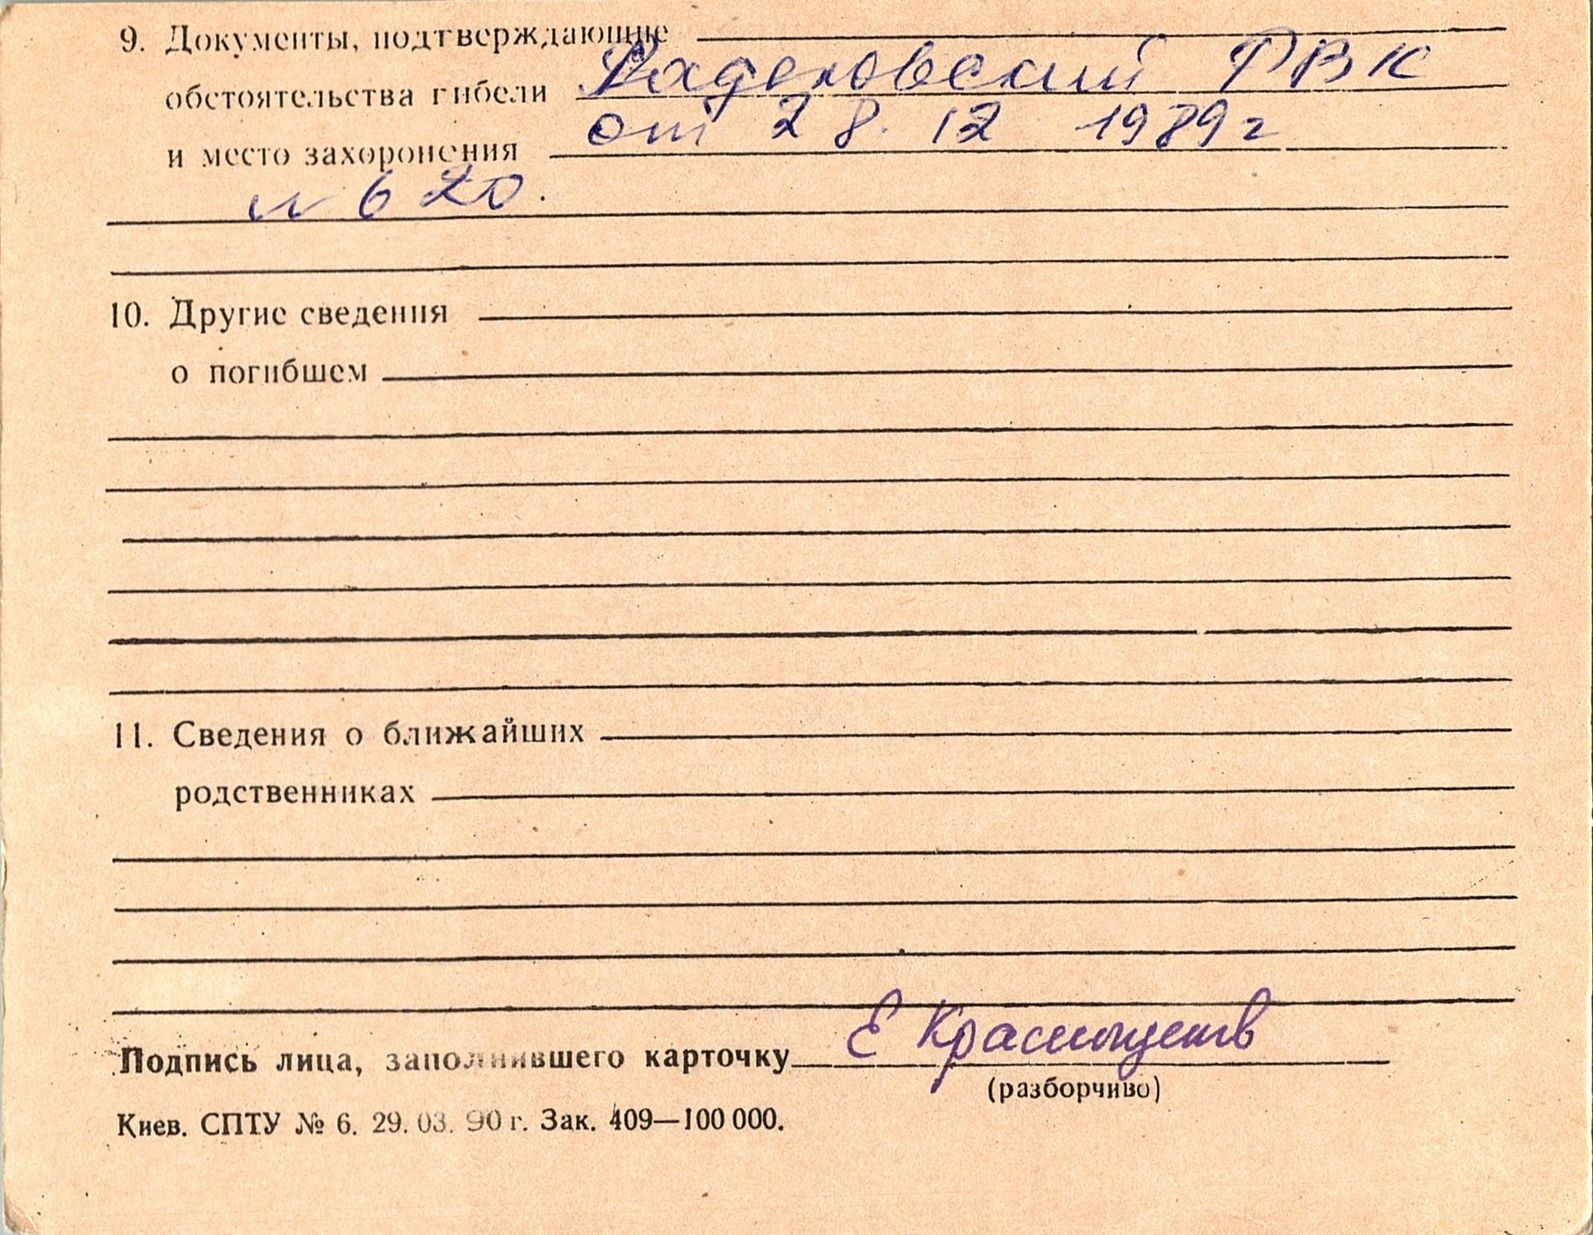 9. Документы, подтверждающие
обстоятельства гибели РВК
и место захоронения от 28.12 1989г
№ 620.
10. Другие сведения
о погибшем
11. Сведения о ближайших
родственниках
Подпись лица, заполнившего карточку Е
(разборчиво)
Киев. СПТУ № 6. 29.03.90 г. Зак. 409—100 000.